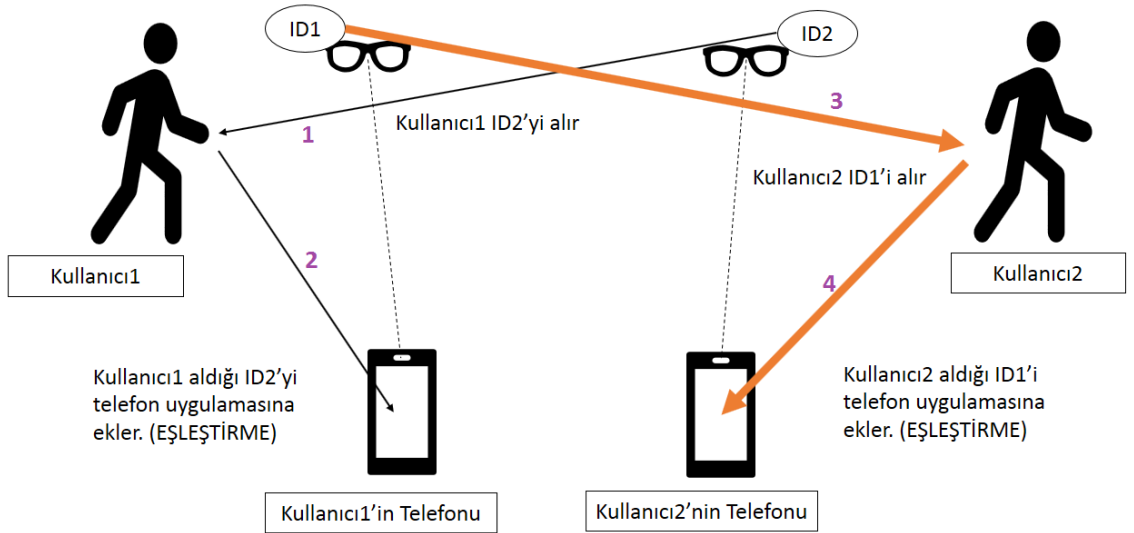 ID1
ID2
3
1
Kullanıcı1 ID2’yi alır
Kullanıcı2 ID1’i alır
Kullanıcı1
2
4
Kullanıcı2
Kullanıcı1 aldığı ID2’yi
telefon uygulamasına
ekler. (EŞLEŞTİRME)
Kullanıcı2 aldığı ID1’i
telefon uygulamasına
ekler. (EŞLEŞTİRME)
Kullanıcı1’in Telefonu
Kullanıcı2’nin Telefonu